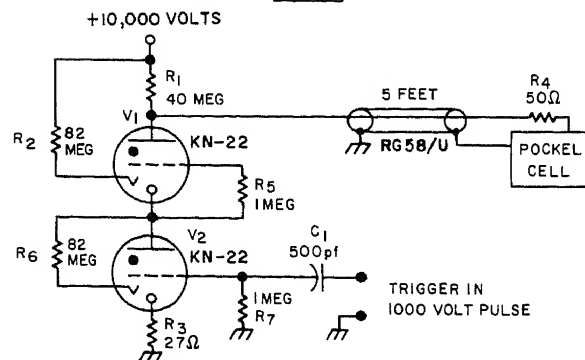 +10,000 VOLTS
R1
40 MEG
5 FEET
R4
50Ω
V1
KN-22
R2
82
MEG
RG58/U
POCKEL
CELL
R5
1MEG
V2
KN-22
C1
500pf
R6
82
MEG
TRIGGER IN
1000 VOLT PULSE
1MEG
R7
R3
27Ω